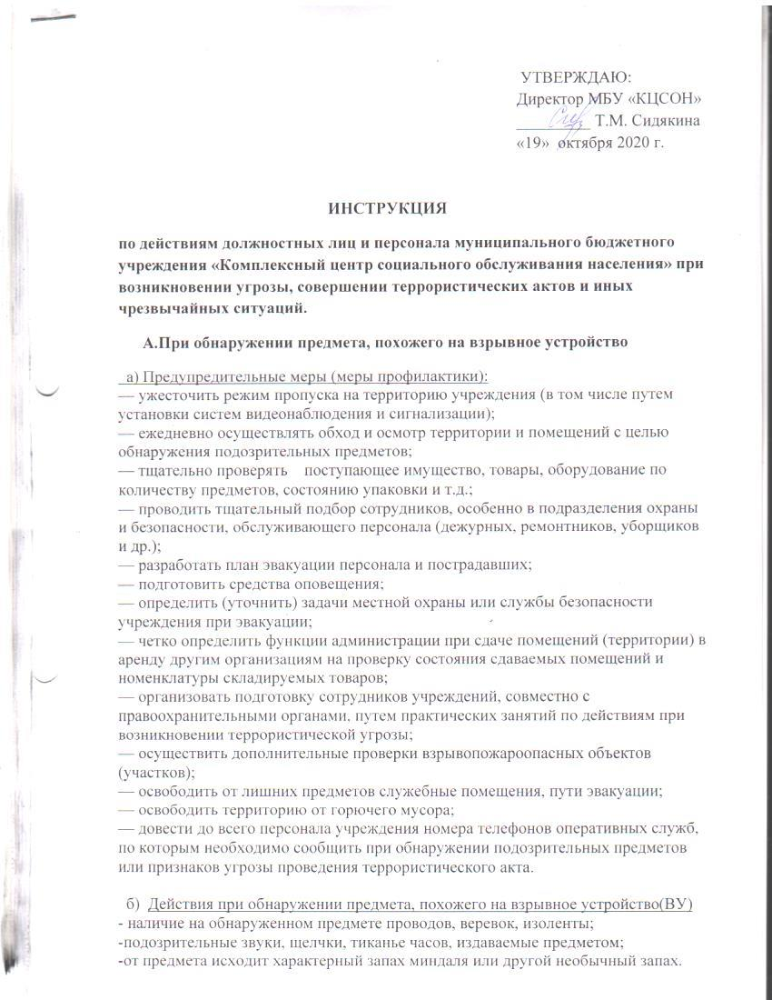 УТВЕРЖДАЮ:
Директор МБУ «КЦСОН»
_________ Т.М. Сидякина
«19» октября 2020 г.
ИНСТРУКЦИЯ
по действиям должностных лиц и персонала муниципального бюджетного
учреждения «Комплексный центр социального обслуживания населения» при
возникновении угрозы, совершении террористических актов и иных
чрезвычайных ситуаций.
А.При обнаружении предмета, похожего на взрывное устройство
а) Предупредительные меры (меры профилактики):
— ужесточить режим пропуска на территорию учреждения (в том числе путем
установки систем видеонаблюдения и сигнализации);
— ежедневно осуществлять обход и осмотр территории и помещений с целью
обнаружения подозрительных предметов;
— тщательно проверять поступающее имущество, товары, оборудование по
количеству предметов, состоянию упаковки и т.д.;
— проводить тщательный подбор сотрудников, особенно в подразделения охраны
и безопасности, обслуживающего персонала (дежурных, ремонтников, уборщиков
и др.);
— разработать план эвакуации персонала и пострадавших;
— подготовить средства оповещения;
— определить (уточнить) задачи местной охраны или службы безопасности
учреждения при эвакуации;
— четко определить функции администрации при сдаче помещений (территории) в
аренду другим организациям на проверку состояния сдаваемых помещений и
номенклатуры складируемых товаров;
— организовать подготовку сотрудников учреждений, совместно с
правоохранительными органами, путем практических занятий по действиям при
возникновении террористической угрозы;
— осуществить дополнительные проверки взрывопожароопасных объектов
(участков);
— освободить от лишних предметов служебные помещения, пути эвакуации;
— освободить территорию от горючего мусора;
— довести до всего персонала учреждения номера телефонов оперативных служб,
по которым необходимо сообщить при обнаружении подозрительных предметов
или признаков угрозы проведения террористического акта.
б) Действия при обнаружении предмета, похожего на взрывное устройство(ВУ)
- наличие на обнаруженном предмете проводов, веревок, изоленты;
-подозрительные звуки, щелчки, тиканье часов, издаваемые предметом;
-от предмета исходит характерный запах миндаля или другой необычный запах.